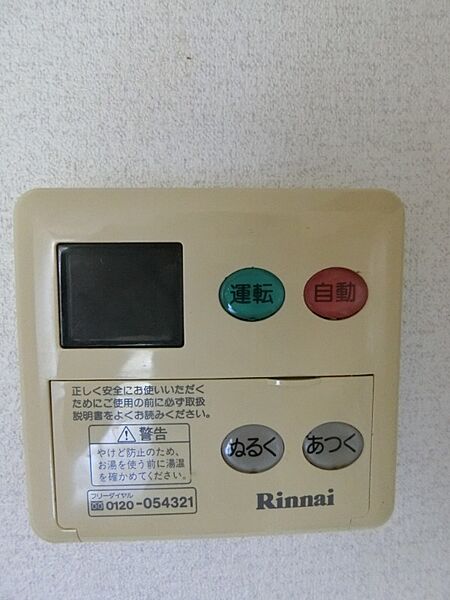 運転
自動
正しく安全にお使いいただく
ためにご使用の前に必ず取扱
説明書をよくお読みください。
警告
やけど防止のため、
お湯を使う前に湯温
を確かめてください。
フリーダイヤル
0120-054321
ぬるく
あつく
Rinnai